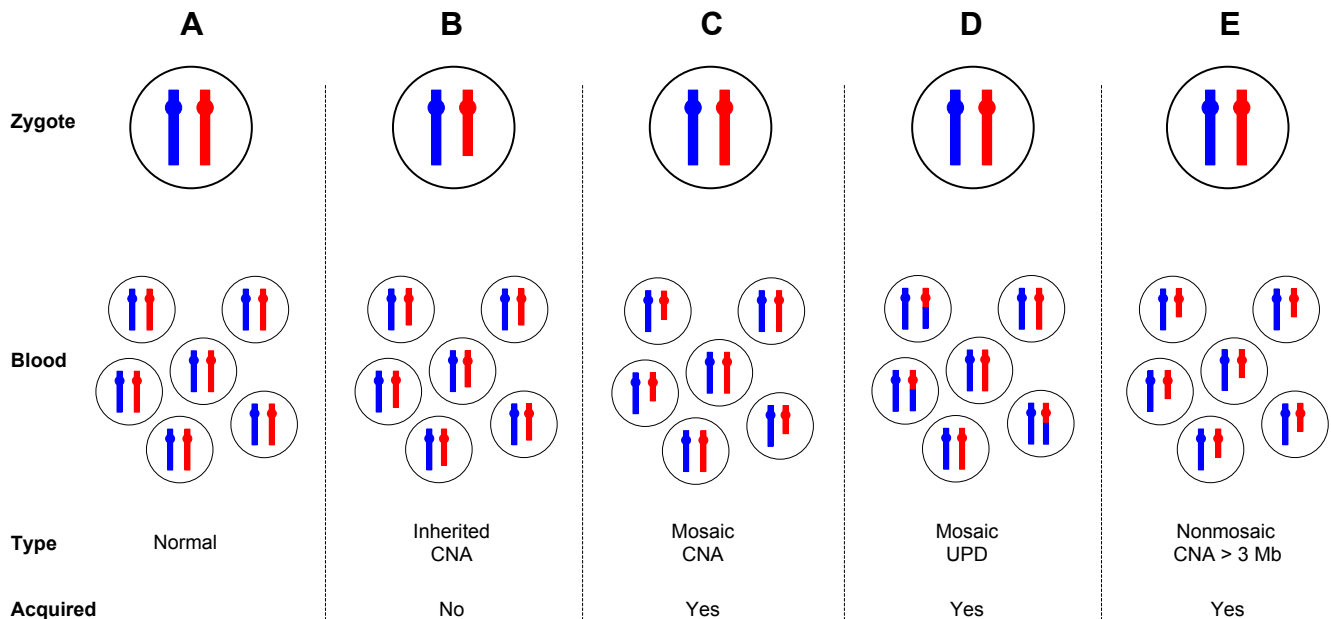 A B C D E
Zygote
Blood
Type Normal Inherited CNA Mosaic CNA Mosaic UPD Nonmosaic CNA > 3 Mb
Acquired No Yes Yes Yes